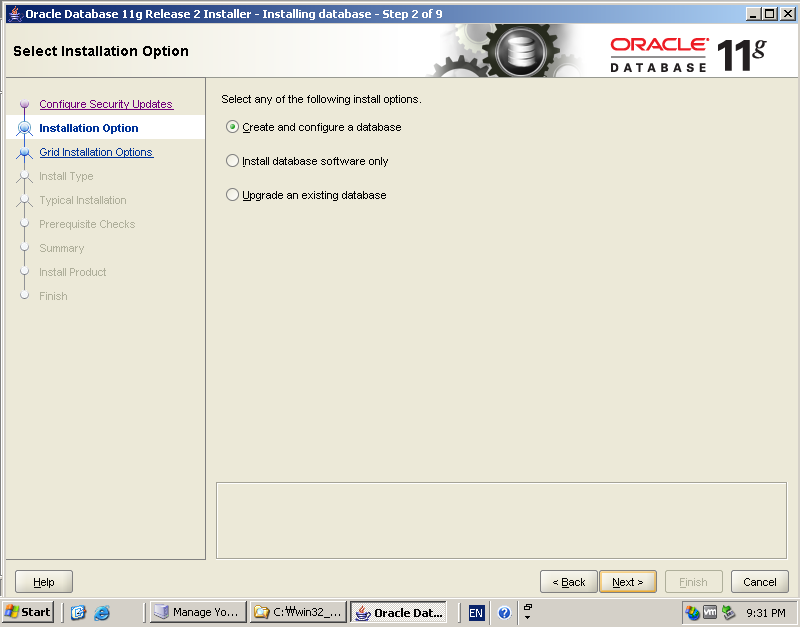 Oracle Database 11g Release 2 Installer - Installing database - Step 2 of 9
Select Installation Option
ORACLE
DATABASE
11g
Configure Security Updates
Installation Option
Grid Installation Options
Install Type
Typical Installation
Prerequisite Checks
Summary
Install Product
Finish
Select any of the following install options.
Create and configure a database
Install database software only
Upgrade an existing database
Help
< Back
Next >
Finish
Cancel
Start
Manage Yo...
C:₩win32_...
Oracle Dat...
EN
?
vm
9:31 PM